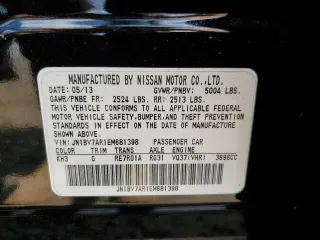 MANUFACTURED BY NISSAN MOTOR CO.,LTD.
DATE: 05/13 GVWR/PNBV: 5004 LBS.
GAWR/PNBE FR: 2524 LBS. RR: 2513 LBS.
THIS VEHICLE CONFORMS TO ALL APPLICABLE FEDERAL
MOTOR VEHICLE SAFETY,BUMPER,AND THEFT
PREVENTION STANDARDS IN EFFECT ON THE DATE OF
MANUFACTURE SHOWN ABOVE.
VIN: JN1BV7AR1EM681398 PASSENGER CAR
COLOR TRIM TRANS AXLE ENGINE
KH3 G RE7R01A RG31 VQ37(VHR) 3696CC
JN1BV7AR1EM681398